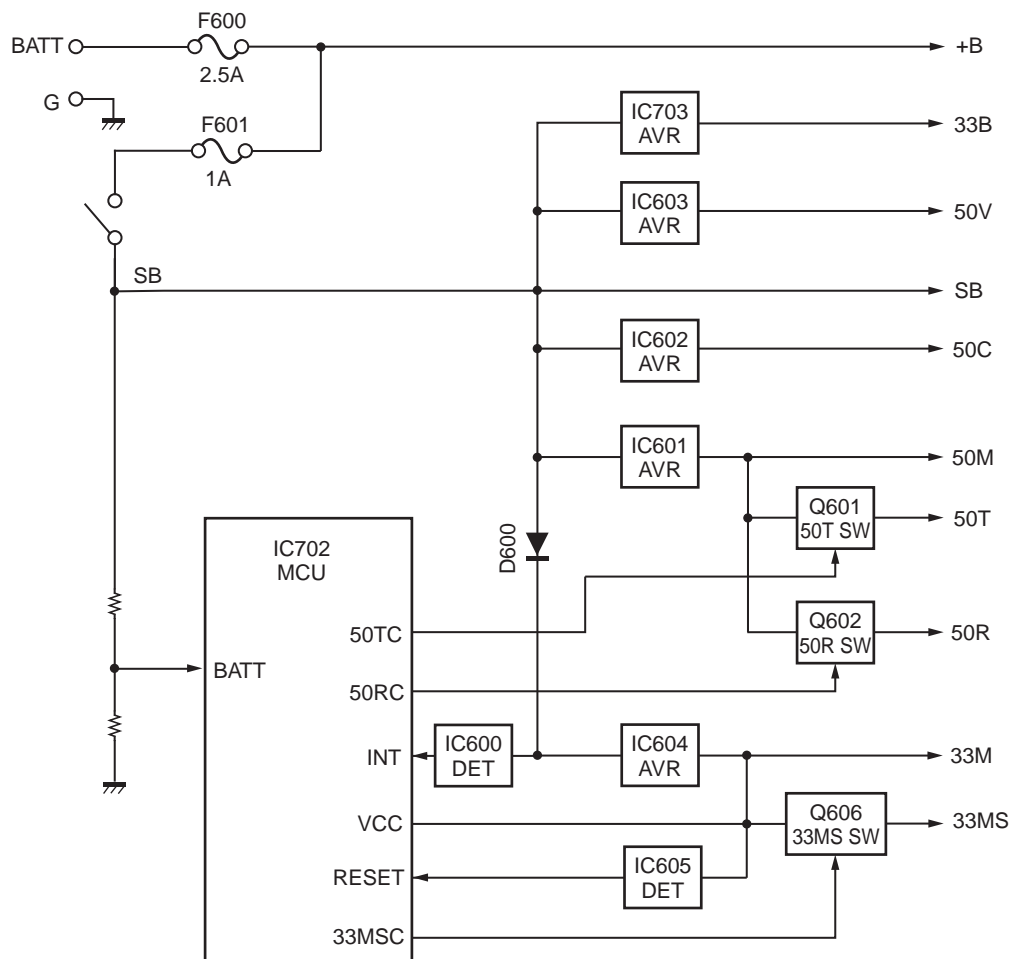 F600
BATT
+B
2.5A
G
F601
1A
IC703
AVR
33B
IC603
AVR
50V
SB
SB
IC602
AVR
50C
IC601
AVR
50M
Q601
50T SW
50T
D600
IC702
MCU
50TC
Q602
50R SW
50R
BATT
50RC
INT
IC600
DET
IC604
AVR
33M
VCC
Q606
33MS SW
33MS
RESET
IC605
DET
33MSC